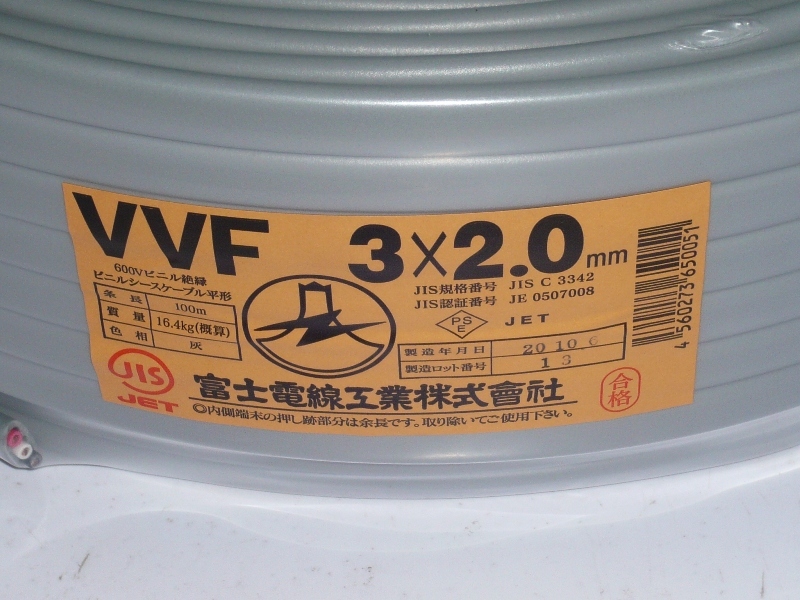 VVF 3×2.0mm
600Vビニル絶縁
ビニルシースケーブル平形
JIS規格番号 JIS C 3342
JIS認証番号 JE 0507008
条長 100m
質量 16.4kg(概算)
色相 灰
PS
E
JET
製造年月日 20 10 6
製造ロット番号 1 3
JIS
JET
富士電線工業株式會社
合格
◎内側端末の押し跡部分は余長です。取り除いてご使用下さい。
4560273650051